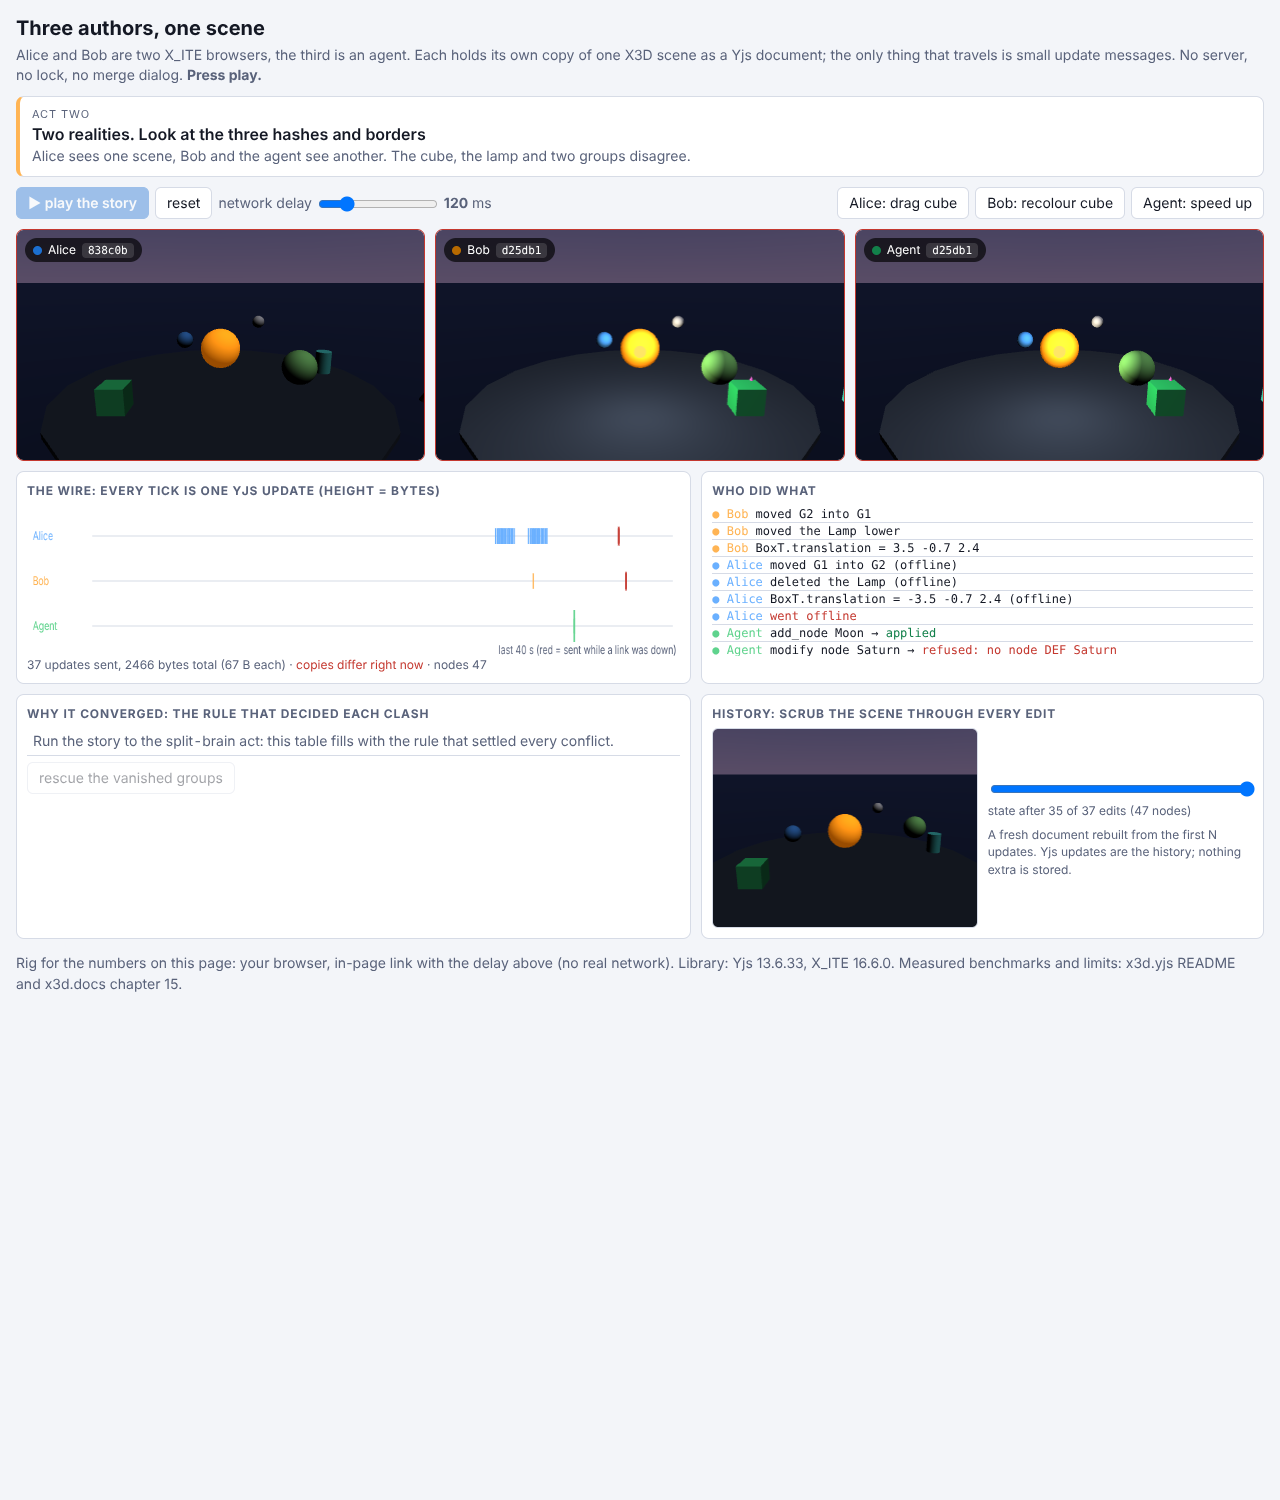 Three authors, one scene
Alice and Bob are two X_ITE browsers, the third is an agent. Each holds its own copy of one X3D scene as a Yjs document; the only thing that travels is small update messages. No server,
no lock, no merge dialog. Press play.
ACT TWO
Two realities. Look at the three hashes and borders
Alice sees one scene, Bob and the agent see another. The cube, the lamp and two groups disagree.
▶ play the story
reset
network delay
120 ms
Alice: drag cube
Bob: recolour cube
Agent: speed up
Alice 838c0b
Bob d25db1
Agent d25db1
THE WIRE: EVERY TICK IS ONE YJS UPDATE (HEIGHT = BYTES)
Alice
Bob
Agent
last 40 s (red = sent while a link was down)
37 updates sent, 2466 bytes total (67 B each) · copies differ right now · nodes 47
WHO DID WHAT
● Bob moved G2 into G1
● Bob moved the Lamp lower
● Bob BoxT.translation = 3.5 -0.7 2.4
● Alice moved G1 into G2 (offline)
● Alice deleted the Lamp (offline)
● Alice BoxT.translation = -3.5 -0.7 2.4 (offline)
● Alice went offline
● Agent add_node Moon → applied
● Agent modify node Saturn → refused: no node DEF Saturn
WHY IT CONVERGED: THE RULE THAT DECIDED EACH CLASH
Run the story to the split-brain act: this table fills with the rule that settled every conflict.
rescue the vanished groups
HISTORY: SCRUB THE SCENE THROUGH EVERY EDIT
state after 35 of 37 edits (47 nodes)
A fresh document rebuilt from the first N
updates. Yjs updates are the history; nothing
extra is stored.
Rig for the numbers on this page: your browser, in-page link with the delay above (no real network). Library: Yjs 13.6.33, X_ITE 16.6.0. Measured benchmarks and limits: x3d.yjs README
and x3d.docs chapter 15.